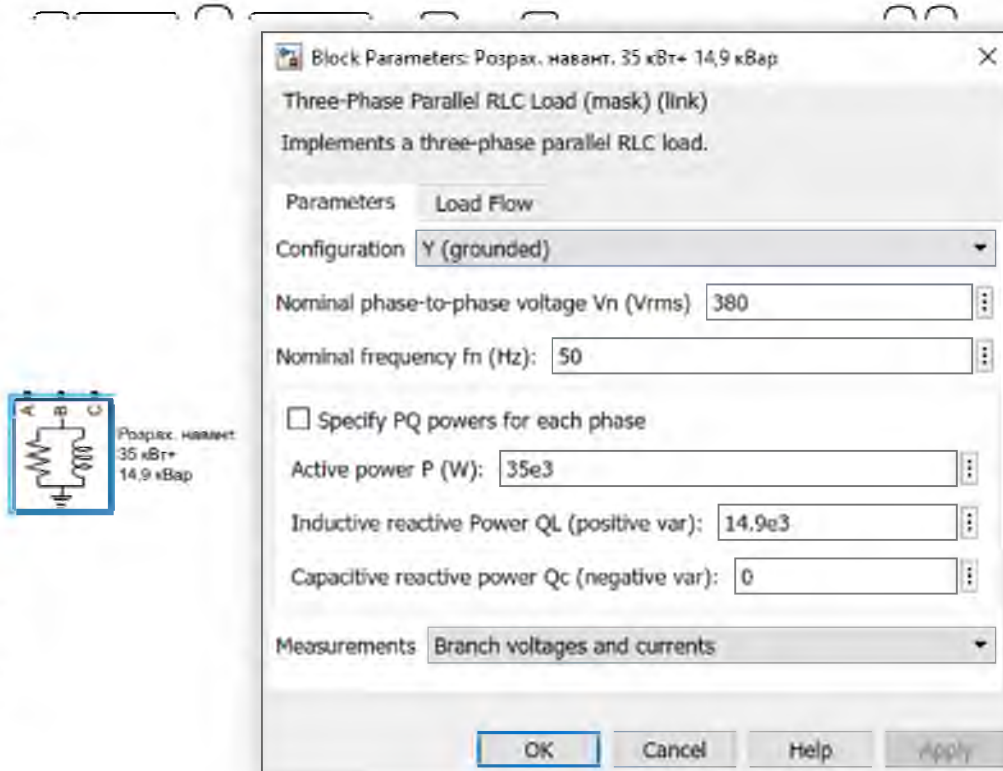 Block Parameters: Розрах. навант. 35 кВт+ 14,9 кВар
Three-Phase Parallel RLC Load (mask) (link)
Implements a three-phase parallel RLC load.
Parameters Load Flow
Configuration Y (grounded)
Nominal phase-to-phase voltage Vn (Vrms) 380
Nominal frequency fn (Hz): 50
A B C
Розрах. навант.
35 кВт+
14,9 кВар
Specify PQ powers for each phase
Active power P (W): 35e3
Inductive reactive Power QL (positive var): 14.9e3
Capacitive reactive power Qc (negative var): 0
Measurements Branch voltages and currents
OK Cancel Help Apply